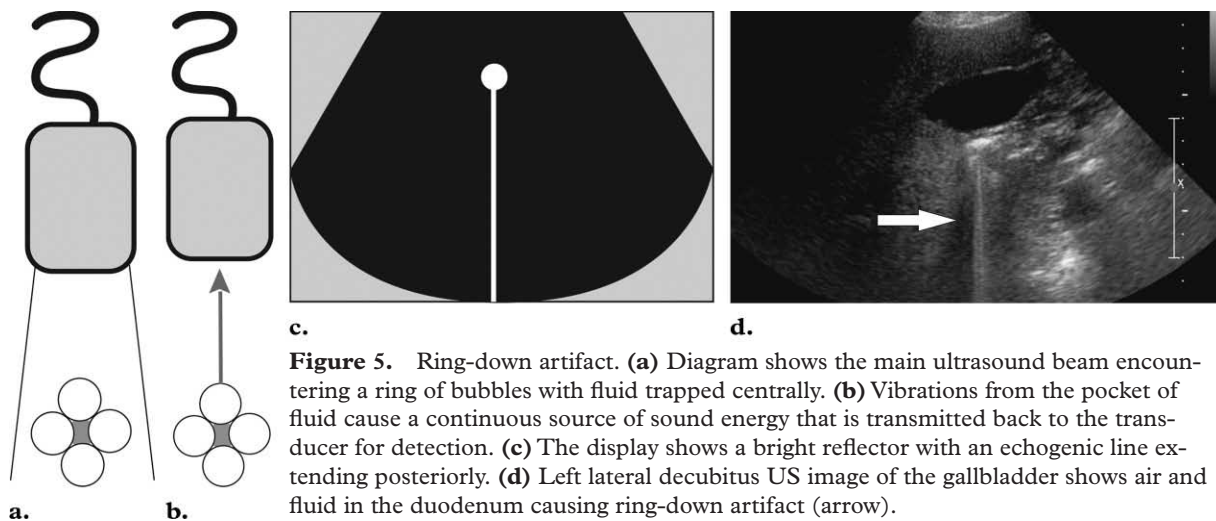 x
a.
b.
c.
d.
Figure 5. Ring-down artifact. (a) Diagram shows the main ultrasound beam encoun-
tering a ring of bubbles with fluid trapped centrally. (b) Vibrations from the pocket of
fluid cause a continuous source of sound energy that is transmitted back to the trans-
ducer for detection. (c) The display shows a bright reflector with an echogenic line ex-
tending posteriorly. (d) Left lateral decubitus US image of the gallbladder shows air and
fluid in the duodenum causing ring-down artifact (arrow).